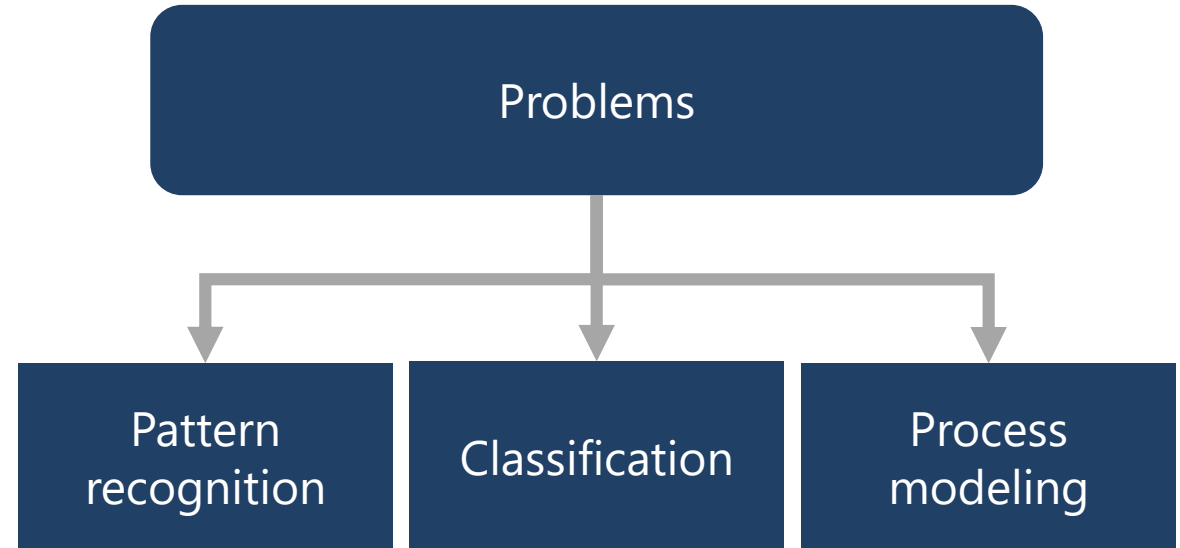 Problems
Pattern
recognition
Classification
Process
modeling